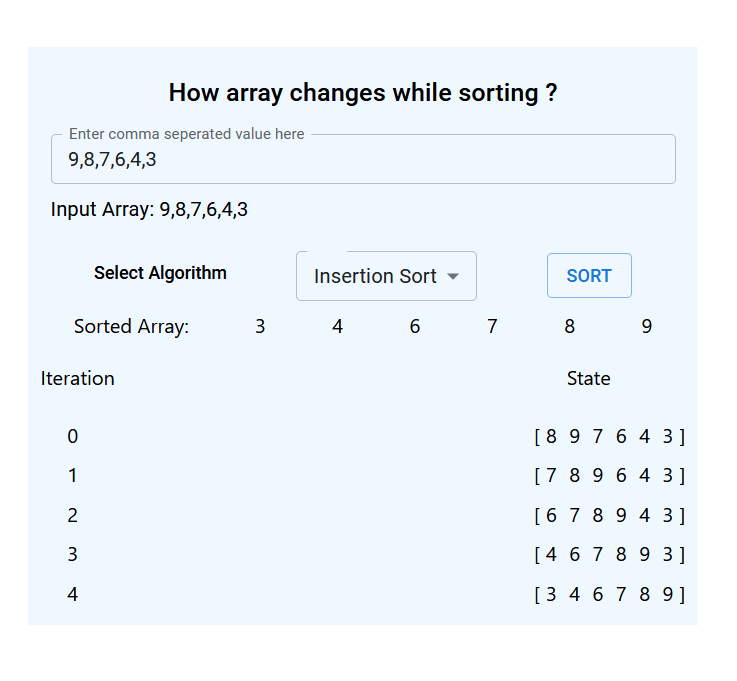 How array changes while sorting ?
Enter comma seperated value here
9,8,7,6,4,3
Input Array: 9,8,7,6,4,3
Select Algorithm Insertion Sort SORT
Sorted Array: 3 4 6 7 8 9
Iteration State
0 [ 8 9 7 6 4 3 ]
1 [ 7 8 9 6 4 3 ]
2 [ 6 7 8 9 4 3 ]
3 [ 4 6 7 8 9 3 ]
4 [ 3 4 6 7 8 9 ]